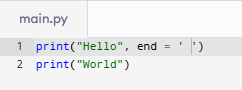 main.py
1 print("Hello", end = ' ')
2 print("World")